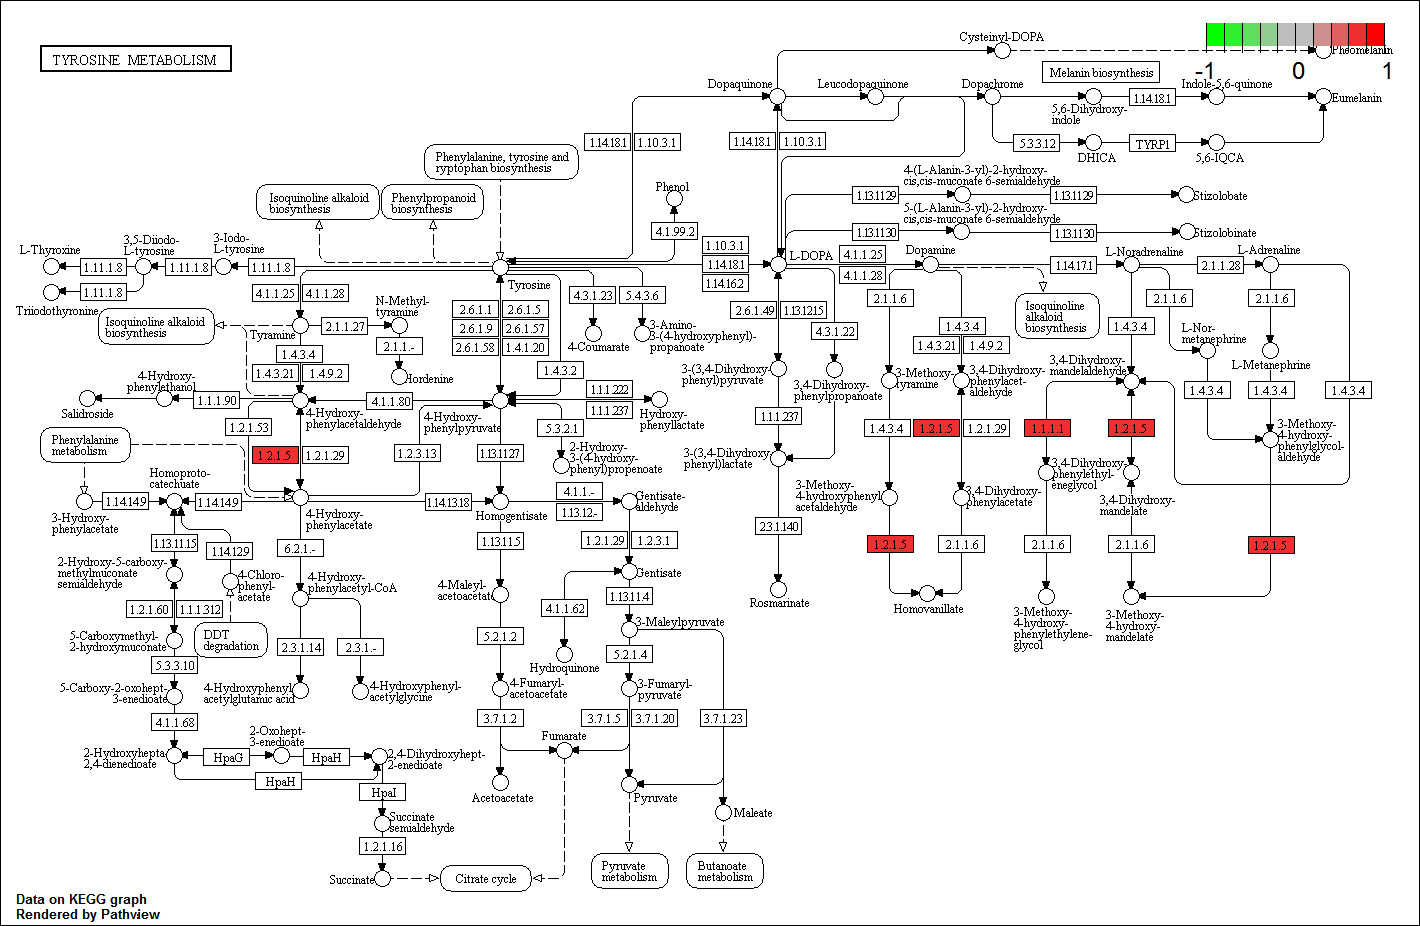 TYROSINE METABOLISM
Cysteinyl-DOPA
Pheomelanin
-1
0
1
Melanin biosynthesis
Dopaquinone
Leucodopaquinone
Dopachrome
Indole-5,6-quinone
1.14.18.1
Eumelanin
5,6-Dihydroxy-
indole
1.14.18.1
1.10.3.1
1.14.18.1
1.10.3.1
5.3.3.12
DHICA
TYRP1
5,6-IQCA
Phenylalanine, tyrosine and
ryptophan biosynthesis
Isoquinoline alkaloid
biosynthesis
Phenylpropanoid
biosynthesis
Phenol
4.1.99.2
4-(L-Alanin-3-yl)-2-hydroxy-
cis,cis-muconate 6-semialdehyde
1.13.1129
1.13.1129
Stizolobate
5-(L-Alanin-3-yl)-2-hydroxy-
cis,cis-muconate 6-semialdehyde
1.13.1130
1.13.1130
Stizolobinate
L-Thyroxine
3,5-Diiodo-
L-tyrosine
3-Iodo-
L-tyrosine
1.11.1.8
1.11.1.8
1.11.1.8
1.11.1.8
Triiodothyronine
Tyrosine
1.10.3.1
1.14.18.1
1.14.16.2
L-DOPA
4.1.1.25
4.1.1.28
Dopamine
1.14.17.1
L-Noradrenaline
2.1.1.28
L-Adrenaline
4.1.1.25
4.1.1.28
N-Methyl-
tyramine
Isoquinoline alkaloid
biosynthesis
Tyramine
2.1.1.27
2.1.1.-
Hordenine
2.6.1.1
2.6.1.5
2.6.1.9
2.6.1.57
2.6.1.58
1.4.1.20
4.3.1.23
5.4.3.6
4-Coumarate
3-Amino-
3-(4-hydroxyphenyl)-
propanoate
2.6.1.49
1.13.1215
4.3.1.22
2.1.1.6
1.4.3.4
1.4.3.21
1.4.9.2
Isoquinoline
alkaloid
biosynthesis
1.4.3.4
2.1.1.6
2.1.1.6
L-Nor-
metanephrine
L-Metanephrine
1.4.3.4
1.4.3.21
1.4.9.2
1.4.3.2
3-(3,4-Dihydroxy-
phenyl)pyruvate
3,4-Dihydroxy-
phenylpropanoate
3-Methoxy-
tyramine
3,4-Dihydroxy-
phenylacet-
aldehyde
3,4-Dihydroxy-
mandelaldehyde
1.4.3.4
1.4.3.4
1.4.3.4
4-Hydroxy-
phenylethanol
Salidroside
1.1.1.90
4.1.1.80
4-Hydroxy-
phenylacetaldehyde
4-Hydroxy-
phenylpyruvate
1.1.1.222
1.1.1.237
Hydroxy-
phenyllactate
1.1.1.237
Phenylalanine
metabolism
1.2.1.53
1.2.1.5
1.2.1.29
1.2.3.13
1.13.1127
5.3.2.1
2-Hydroxy-
3-(4-hydroxy-
phenyl)propenoate
3-(3,4-Dihydroxy-
phenyl)lactate
1.4.3.4
1.2.1.5
1.2.1.29
1.1.1.1
1.2.1.5
3-Methoxy-
4-hydroxy-
phenylglycol-
aldehyde
Homoproto-
catechuate
1.14.14.9
1.14.14.9
3-Hydroxy-
phenylacetate
4-Hydroxy-
phenylacetate
1.14.13.18
Homogentisate
4.1.1.-
1.13.12.-
Gentisate-
aldehyde
3-Methoxy-
4-hydroxyphenyl
acetaldehyde
3,4-Dihydroxy-
phenylacetate
3,4-Dihydroxy-
phenylethyl-
eneglycol
3,4-Dihydroxy-
mandelate
1.13.11.15
1.14.129
6.2.1.-
1.13.11.5
1.2.1.29
1.2.3.1
2.3.1.140
1.2.1.5
2.1.1.6
2.1.1.6
2.1.1.6
1.2.1.5
2-Hydroxy-5-carboxy-
methylmuconate
semialdehyde
4-Chloro-
phenyl-
acetate
4-Hydroxy-
phenylacetyl-CoA
4-Maleyl-
acetoacetate
Gentisate
Rosmarinate
Homovanillate
3-Methoxy-
4-hydroxy-
phenylethylene-
glycol
3-Methoxy-
4-hydroxy-
mandelate
1.2.1.60
1.1.1.312
4.1.1.62
1.13.11.4
5-Carboxymethyl-
2-hydroxymuconate
DDT
degradation
5.2.1.2
3-Maleylpyruvate
5.3.3.10
2.3.1.14
2.3.1.-
Hydroquinone
5.2.1.4
5-Carboxy-2-oxohept-
3-enedioate
4-Hydroxyphenyl
acetylglutamic acid
4-Hydroxyphenyl-
acetylglycine
4-Fumaryl-
acetoacetate
3-Fumaryl-
pyruvate
4.1.1.68
3.7.1.2
3.7.1.5
3.7.1.20
3.7.1.23
2-Hydroxyhepta
2,4-dienedioate
HpaG
2-Oxohept-
3-enedioate
HpaH
2,4-Dihydroxyhept-
2-enedioate
Fumarate
HpaH
HpaI
Acetoacetate
Pyruvate
Maleate
Succinate
semialdehyde
1.2.1.16
Succinate
Citrate cycle
Pyruvate
metabolism
Butanoate
metabolism
Data on KEGG graph
Rendered by Pathview